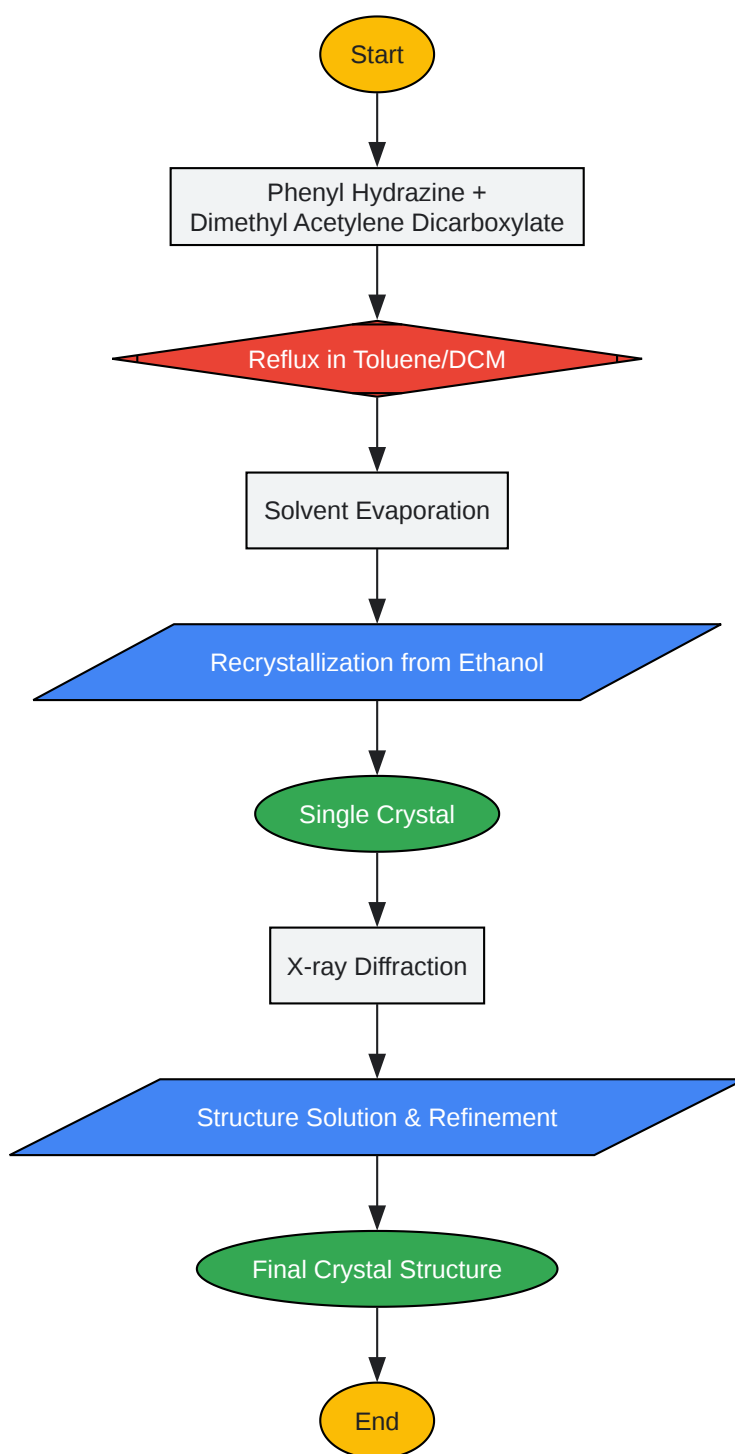 Start
Phenyl Hydrazine +
Dimethyl Acetylene Dicarboxylate
Reflux in Toluene/DCM
Solvent Evaporation
Recrystallization from Ethanol
Single Crystal
X-ray Diffraction
Structure Solution & Refinement
Final Crystal Structure
End